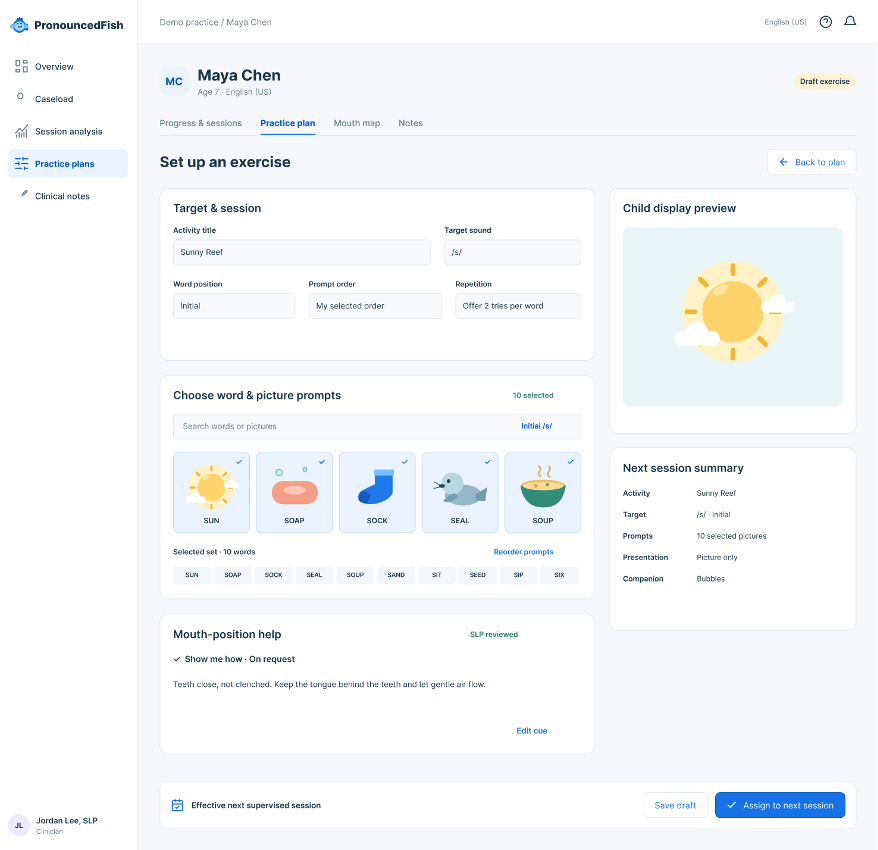 PronouncedFish
Demo practice / Maya Chen
English (US)
Overview
Caseload
Session analysis
Practice plans
Clinical notes
MC
Maya Chen
Age 7 · English (US)
Draft exercise
Progress & sessions
Practice plan
Mouth map
Notes
Set up an exercise
Back to plan
Target & session
Activity title
Target sound
Sunny Reef
/s/
Word position
Prompt order
Repetition
Initial
My selected order
Offer 2 tries per word
Child display preview
Choose word & picture prompts
10 selected
Search words or pictures
Initial /s/
SUN
SOAP
SOCK
SEAL
SOUP
Selected set · 10 words
Reorder prompts
SUN
SOAP
SOCK
SEAL
SOUP
SAND
SIT
SEED
SIP
SIX
Next session summary
Activity
Sunny Reef
Target
/s/ · Initial
Prompts
10 selected pictures
Presentation
Picture only
Companion
Bubbles
Mouth-position help
SLP reviewed
Show me how · On request
Teeth close, not clenched. Keep the tongue behind the teeth and let gentle air flow.
Edit cue
Effective next supervised session
Save draft
Assign to next session
JL
Jordan Lee, SLP
Clinician